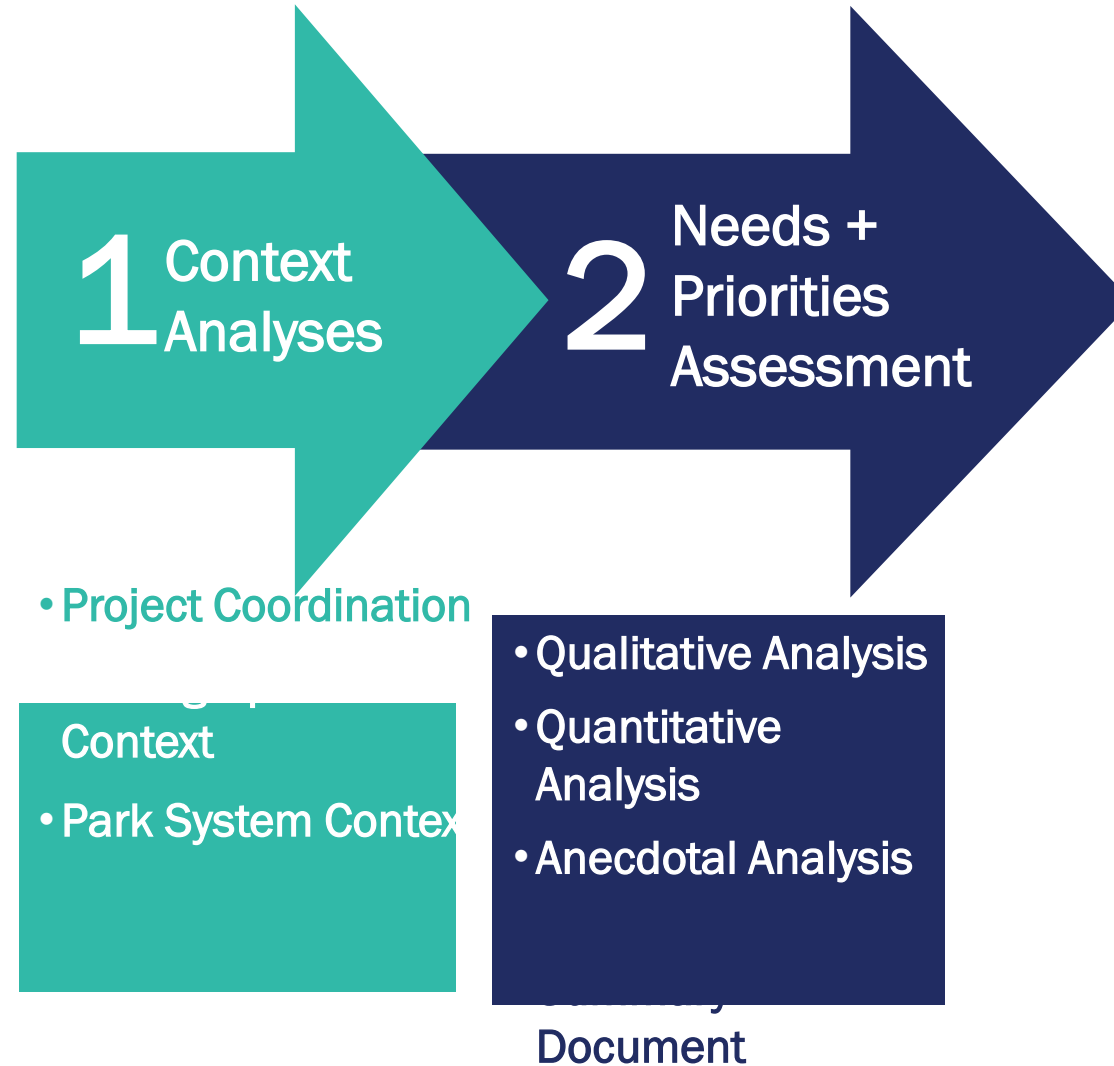 1
Context
Analyses
2
Needs +
Priorities
Assessment
• Project Coordination
Context
• Park System Contex
• Qualitative Analysis
• Quantitative
Analysis
• Anecdotal Analysis
Document